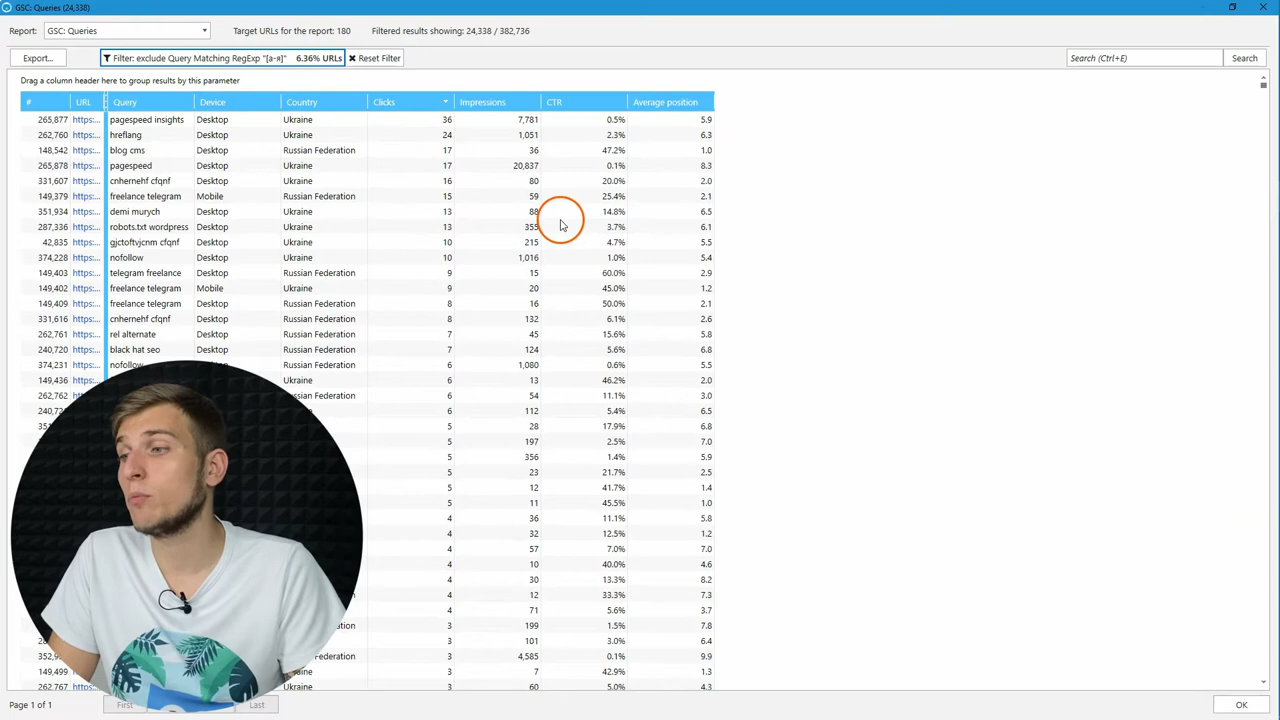 GSC: Queries (24,338)
Report: GSC: Queries Target URLs for the report: 180 Filtered results showing: 24,338 / 382,736
Export... Filter: exclude Query Matching RegExp "[а-я]" 6.36% URLs Reset Filter Search (Ctrl+E) Search
Drag a column header here to group results by this parameter
# URL Query Device Country Clicks Impressions CTR Average position
265,877 https:... pagespeed insights Desktop Ukraine 36 7,781 0.5% 5.9
262,760 https:... hreflang Desktop Ukraine 24 1,051 2.3% 6.3
148,542 https:... blog cms Desktop Russian Federation 17 36 47.2% 1.0
265,878 https:... pagespeed Desktop Ukraine 17 20,837 0.1% 8.3
331,607 https:... cnhernehf cfqnf Desktop Ukraine 16 80 20.0% 2.0
149,379 https:... freelance telegram Mobile Russian Federation 15 59 25.4% 2.1
351,934 https:... demi murych Desktop Ukraine 13 88 14.8% 6.5
287,336 https:... robots.txt wordpress Desktop Ukraine 13 355 3.7% 6.1
42,835 https:... gjctoftvjcnm cfqnf Desktop Ukraine 10 215 4.7% 5.5
374,228 https:... nofollow Desktop Ukraine 10 1,016 1.0% 5.4
149,403 https:... telegram freelance Desktop Russian Federation 9 15 60.0% 2.9
149,402 https:... freelance telegram Mobile Ukraine 9 20 45.0% 1.2
149,409 https:... freelance telegram Desktop Russian Federation 8 16 50.0% 2.1
331,616 https:... cnhernehf cfqnf Desktop Russian Federation 8 132 6.1% 2.6
262,761 https:... rel alternate Desktop Russian Federation 7 45 15.6% 5.8
240,720 https:... black hat seo Desktop Russian Federation 7 124 5.6% 6.8
374,231 https:... nofollow Russian Federation 6 1,080 0.6% 5.5
149,436 https:... Ukraine 6 13 46.2% 2.0
262,762 https:... Russian Federation 6 54 11.1% 3.0
6 112 5.4% 6.5
5 28 17.9% 6.8
5 197 2.5% 7.0
5 356 1.4% 5.9
5 23 21.7% 2.5
5 12 41.7% 1.4
5 11 45.5% 1.0
4 36 11.1% 5.8
4 32 12.5% 1.2
4 57 7.0% 7.0
4 10 40.0% 4.6
4 30 13.3% 8.2
4 12 33.3% 7.3
4 71 5.6% 3.7
3 199 1.5% 7.8
3 101 3.0% 6.4
3 4,585 0.1% 9.9
149,499 https:... 3 7 42.9% 1.3
262,767 https:... Ukraine 3 60 5.0% 4.3
Page 1 of 1 First Last OK